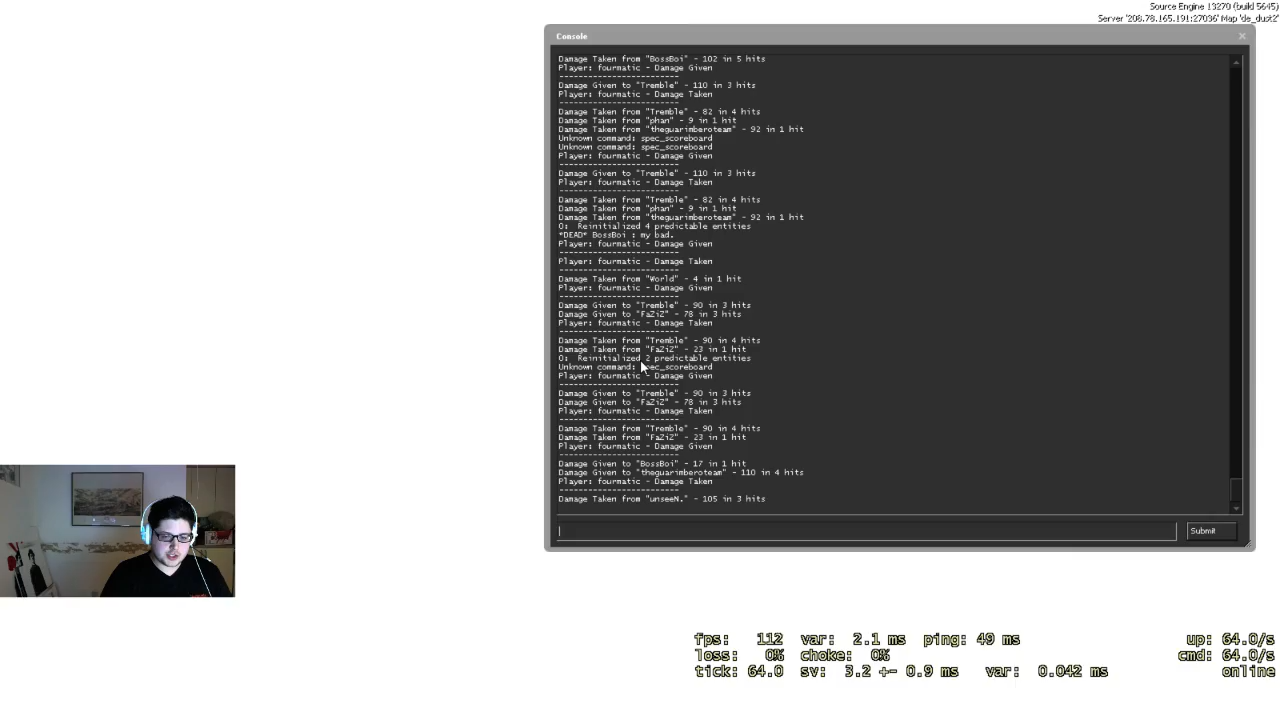 Source Engine 13270 (build 5645)
Server '208.78.165.191:27036' Map 'de_dust2'
Console
Damage Taken from "BossBoi" - 102 in 5 hits
Player: fourmatic - Damage Given
-------------------------
Damage Given to "Tremble" - 110 in 3 hits
Player: fourmatic - Damage Taken
-------------------------
Damage Taken from "Tremble" - 82 in 4 hits
Damage Taken from "phan" - 9 in 1 hit
Damage Taken from "theguarimberoteam" - 92 in 1 hit
Unknown command: spec_scoreboard
Unknown command: spec_scoreboard
Player: fourmatic - Damage Given
-------------------------
Damage Given to "Tremble" - 110 in 3 hits
Player: fourmatic - Damage Taken
-------------------------
Damage Taken from "Tremble" - 82 in 4 hits
Damage Taken from "phan" - 9 in 1 hit
Damage Taken from "theguarimberoteam" - 92 in 1 hit
0:  Reinitialized 4 predictable entities
*DEAD* BossBoi : my bad.
Player: fourmatic - Damage Given
-------------------------
Player: fourmatic - Damage Taken
-------------------------
Damage Taken from "World" - 4 in 1 hit
Player: fourmatic - Damage Given
-------------------------
Damage Given to "Tremble" - 90 in 3 hits
Damage Given to "FaZiZ" - 78 in 3 hits
Player: fourmatic - Damage Taken
-------------------------
Damage Taken from "Tremble" - 90 in 4 hits
Damage Taken from "FaZiZ" - 23 in 1 hit
0:  Reinitialized 2 predictable entities
Unknown command: spec_scoreboard
Player: fourmatic - Damage Given
-------------------------
Damage Given to "Tremble" - 90 in 3 hits
Damage Given to "FaZiZ" - 78 in 3 hits
Player: fourmatic - Damage Taken
-------------------------
Damage Taken from "Tremble" - 90 in 4 hits
Damage Taken from "FaZiZ" - 23 in 1 hit
Player: fourmatic - Damage Given
-------------------------
Damage Given to "BossBoi" - 17 in 1 hit
Damage Given to "theguarimberoteam" - 110 in 4 hits
Player: fourmatic - Damage Taken
-------------------------
Damage Taken from "unseeN." - 105 in 3 hits
Submit
fps: 112 var: 2.1 ms ping: 49 ms up: 64.0/s
loss: 0% choke: 0% cmd: 64.0/s
tick: 64.0 sv: 3.2 +- 0.9 ms var: 0.042 ms online